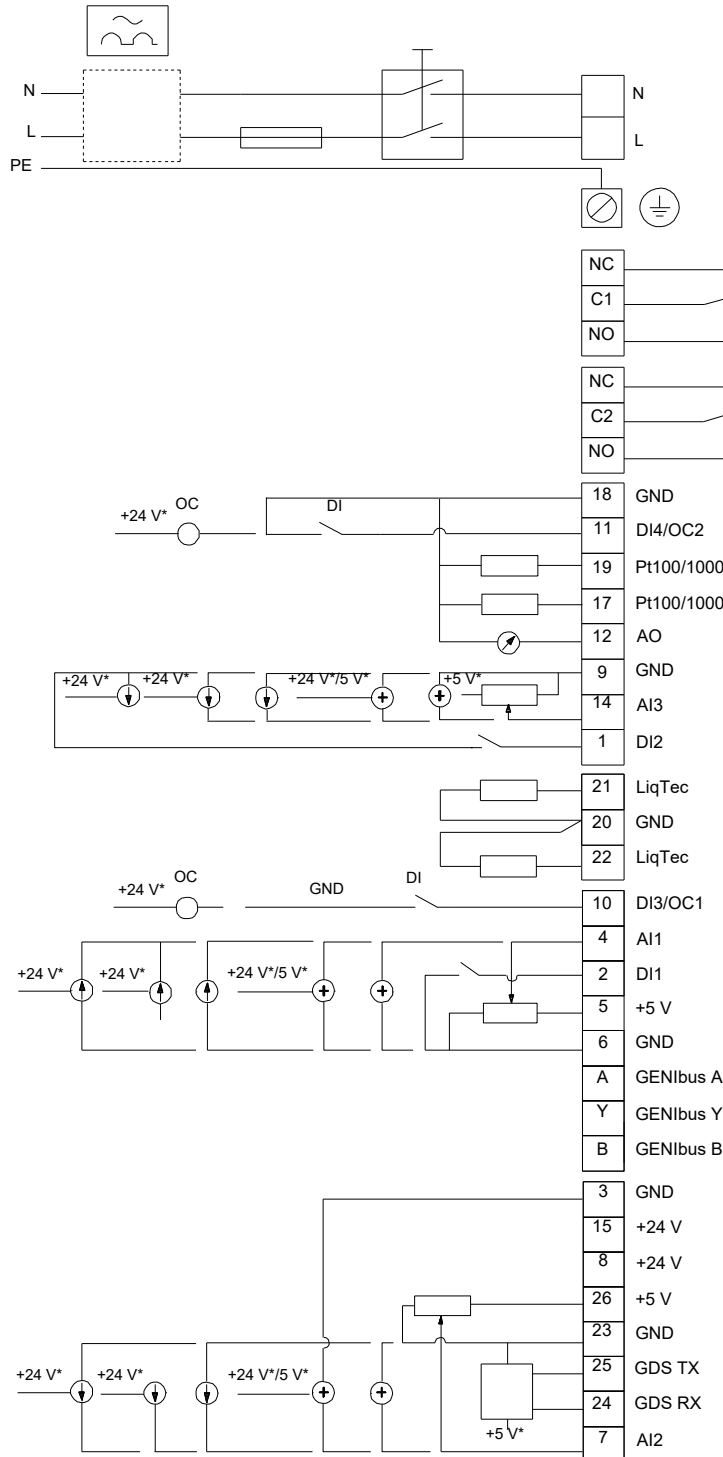 N
N
L
L
PE
NC
C1
NO
NC
C2
NO
18 GND
+24 V* OC DI 11 DI4/OC2
19 Pt100/1000
17 Pt100/1000
12 AO
9 GND
+24 V* +24 V* +24 V*/5 V* +5 V*
14 AI3
1 DI2
21 LiqTec
20 GND
22 LiqTec
+24 V* OC GND DI 10 DI3/OC1
4 AI1
+24 V* +24 V* +24 V*/5 V* 2 DI1
5 +5 V
6 GND
A GENIbus A
Y GENIbus Y
B GENIbus B
3 GND
15 +24 V
8 +24 V
26 +5 V
23 GND
+24 V* +24 V* +24 V*/5 V* 25 GDS TX
24 GDS RX
+5 V*
7 AI2